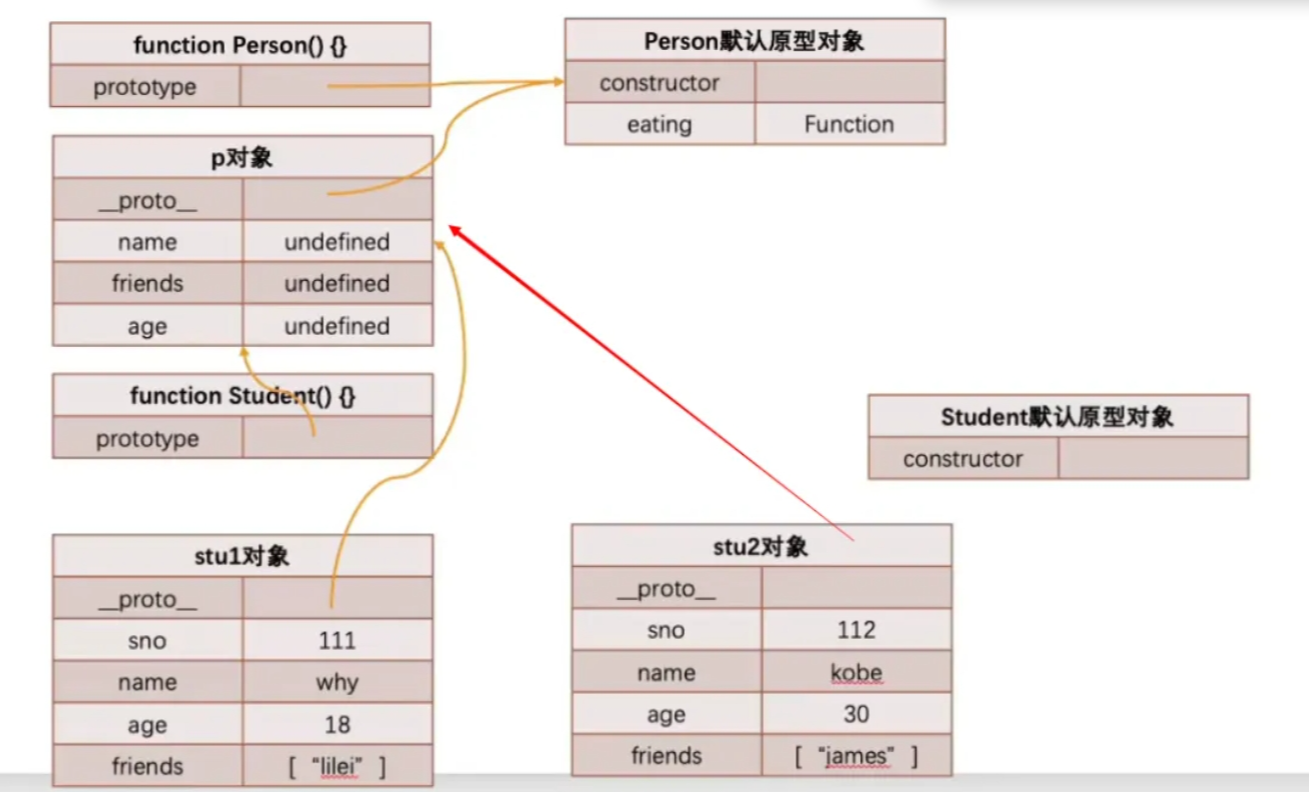 function Person() {}
prototype
Person默认原型对象
constructor
eating Function
p对象
__proto__
name undefined
friends undefined
age undefined
function Student() {}
prototype
Student默认原型对象
constructor
stu1对象
__proto__
sno 111
name why
age 18
friends [ “lilei” ]
stu2对象
__proto__
sno 112
name kobe
age 30
friends [ “james” ]